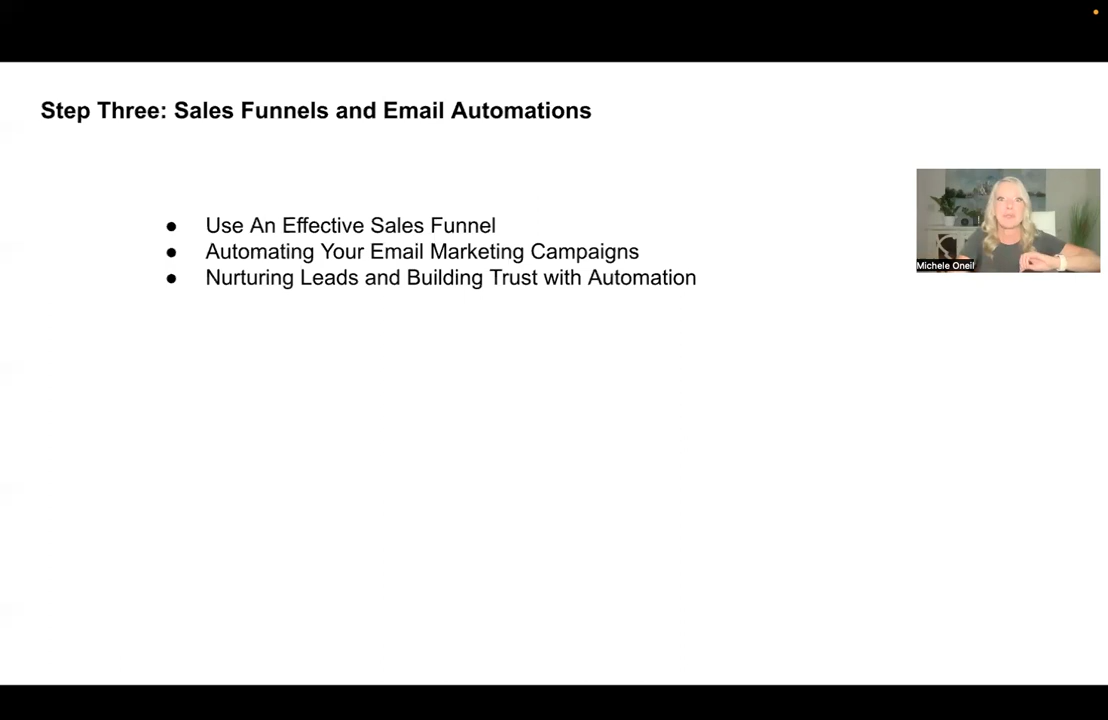 Step Three: Sales Funnels and Email Automations
● Use An Effective Sales Funnel
● Automating Your Email Marketing Campaigns
● Nurturing Leads and Building Trust with Automation
Michele Oneil